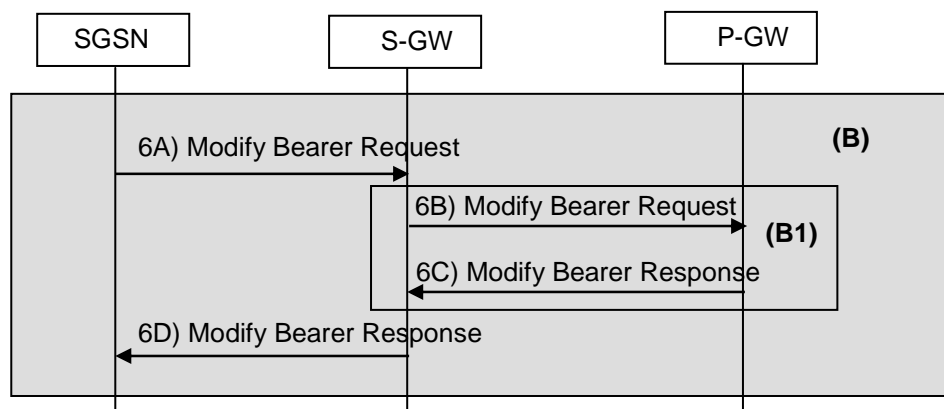 SGSN
S-GW
P-GW
(B)
6A) Modify Bearer Request
6B) Modify Bearer Request
(B1)
6C) Modify Bearer Response
6D) Modify Bearer Response